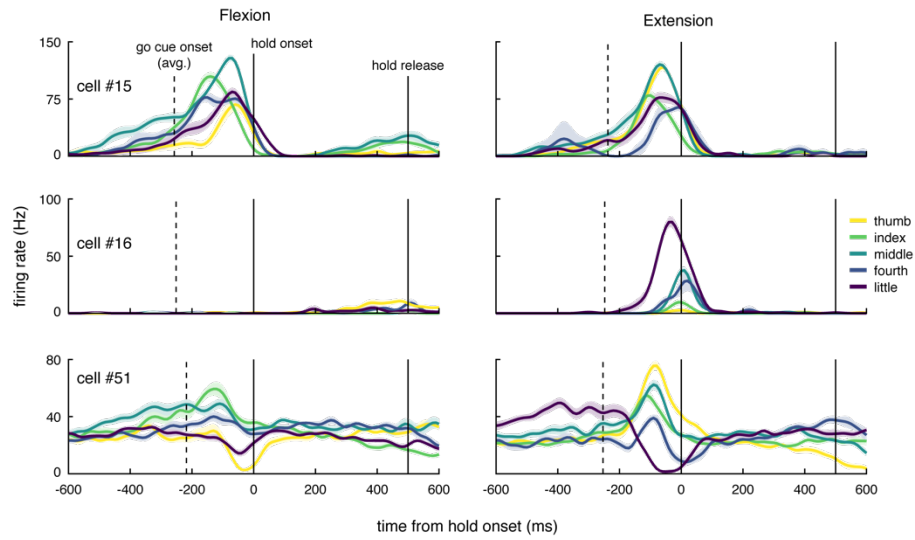 Flexion
Extension
150
go cue onset
(avg.)
hold onset
hold release
cell #15
75
0
100
cell #16
50
0
firing rate (Hz)
thumb
index
middle
fourth
little
80
cell #51
40
0
-600 -400 -200 0 200 400 600
-600 -400 -200 0 200 400 600
time from hold onset (ms)